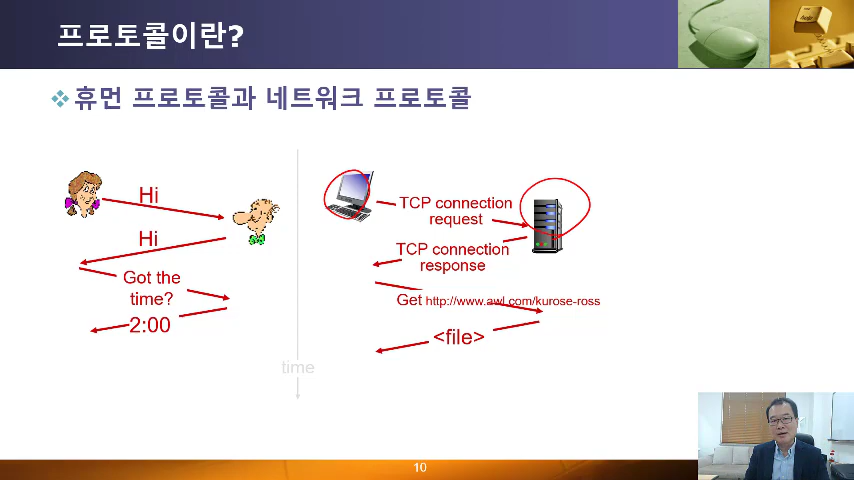 프로토콜이란?
휴먼 프로토콜과 네트워크 프로토콜
Hi
Hi
Got the
time?
2:00
time
TCP connection
request
TCP connection
response
Get http://www.awl.com/kurose-ross
<file>
10